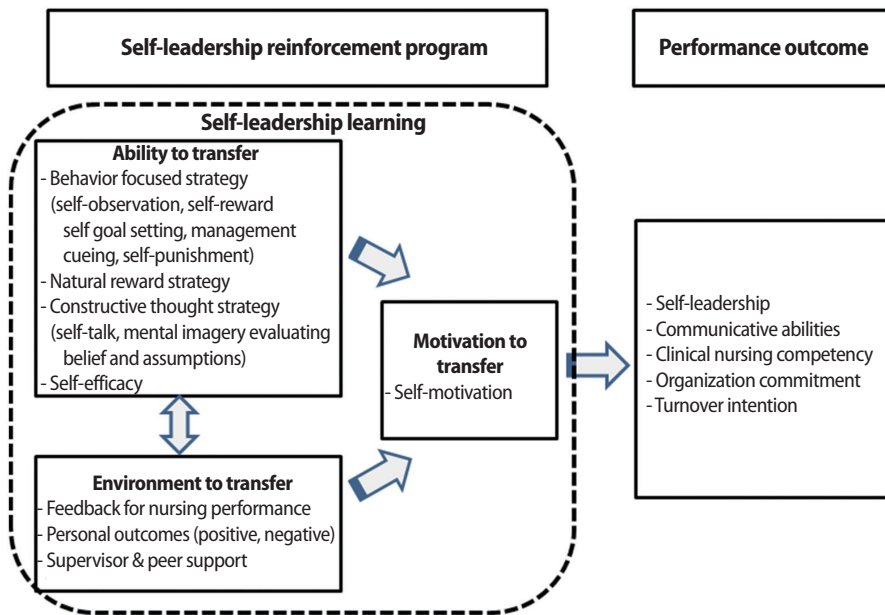 Self-leadership reinforcement program
Performance outcome
Self-leadership learning
Ability to transfer
- Behavior focused strategy
(self-observation, self-reward
self goal setting, management
cueing, self-punishment)
- Natural reward strategy
- Constructive thought strategy
(self-talk, mental imagery evaluating
belief and assumptions)
- Self-efficacy
Environment to transfer
- Feedback for nursing performance
- Personal outcomes (positive, negative)
- Supervisor & peer support
Motivation to
transfer
- Self-motivation
- Self-leadership
- Communicative abilities
- Clinical nursing competency
- Organization commitment
- Turnover intention